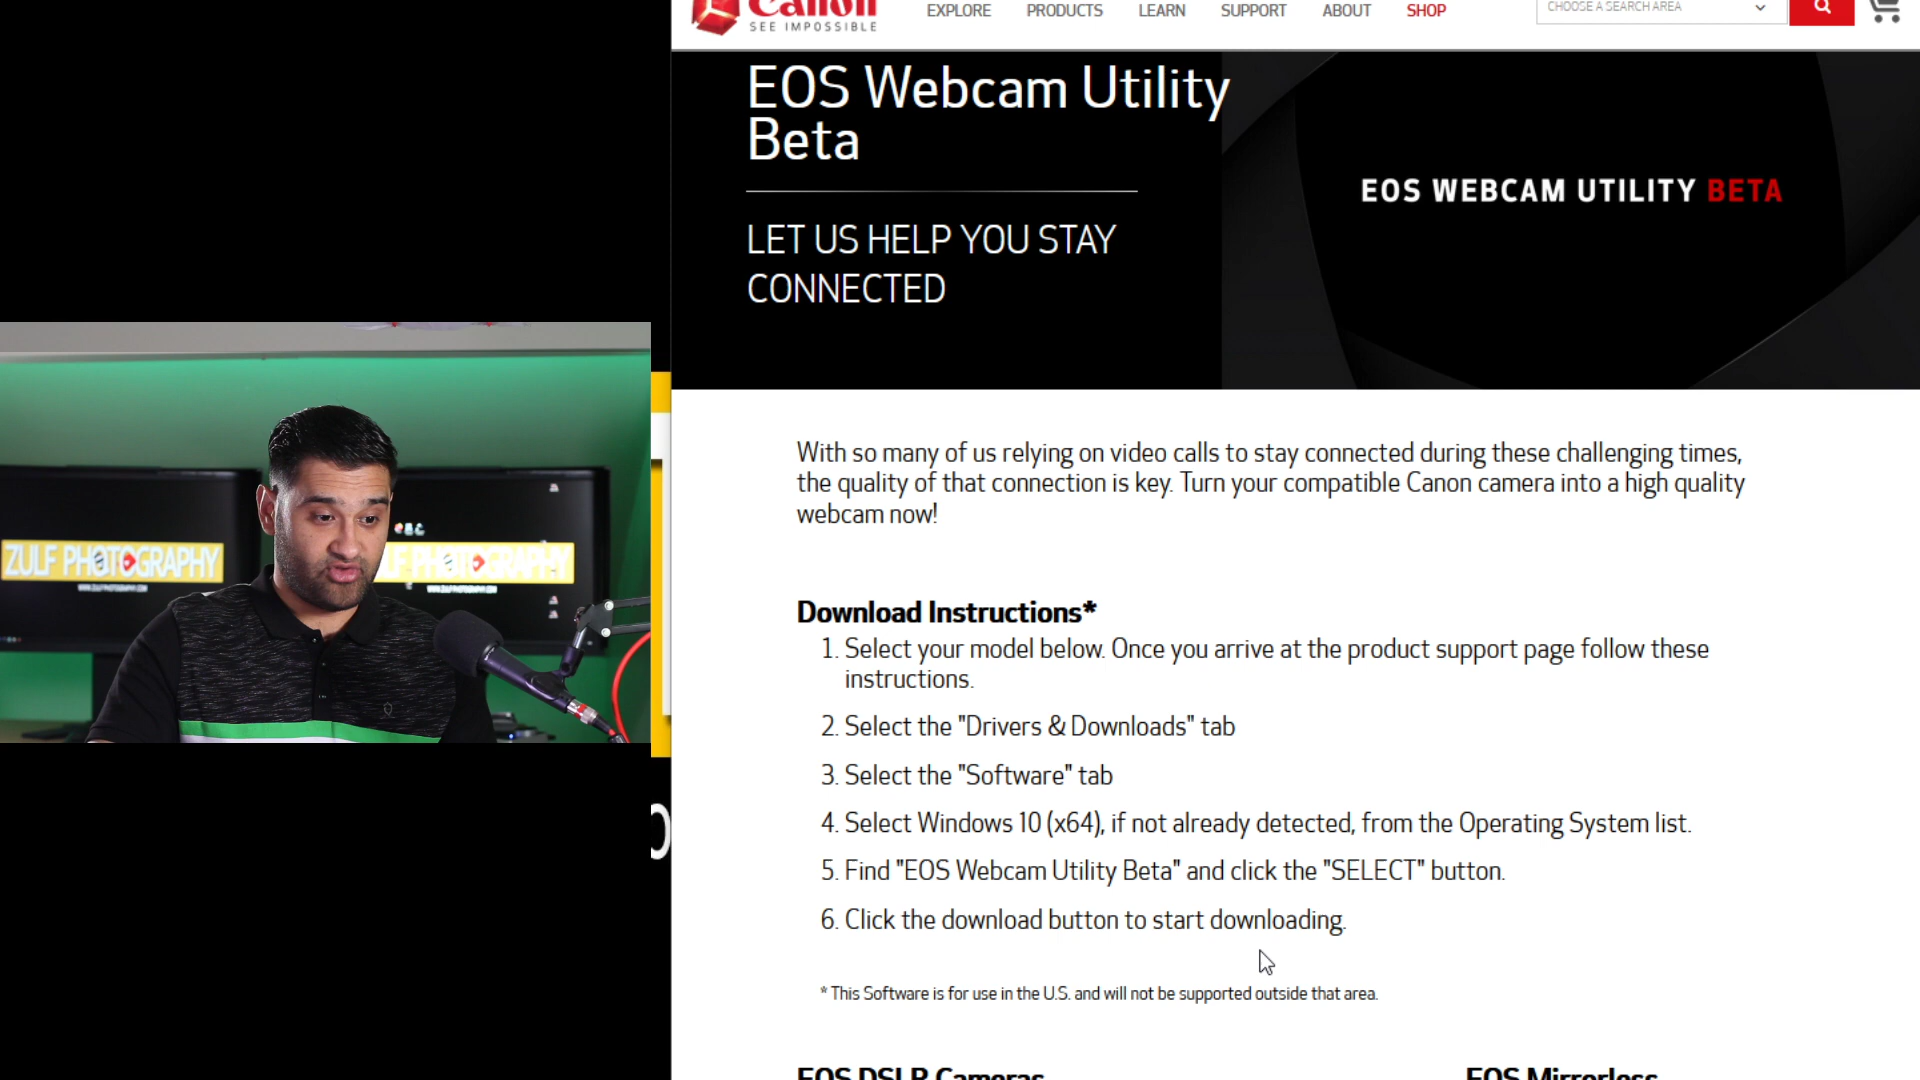 Canon
SEE IMPOSSIBLE
EXPLORE PRODUCTS LEARN SUPPORT ABOUT SHOP
CHOOSE A SEARCH AREA
EOS Webcam Utility
Beta
LET US HELP YOU STAY
CONNECTED
EOS WEBCAM UTILITY BETA
ZULF PHOTOGRAPHY
ZULF PHOTOGRAPHY
With so many of us relying on video calls to stay connected during these challenging times,
the quality of that connection is key. Turn your compatible Canon camera into a high quality
webcam now!
Download Instructions*
1. Select your model below. Once you arrive at the product support page follow these
instructions.
2. Select the "Drivers & Downloads" tab
3. Select the "Software" tab
4. Select Windows 10 (x64), if not already detected, from the Operating System list.
5. Find "EOS Webcam Utility Beta" and click the "SELECT" button.
6. Click the download button to start downloading.
* This Software is for use in the U.S. and will not be supported outside that area.
EOS DSLR Cameras
EOS Mirrorless